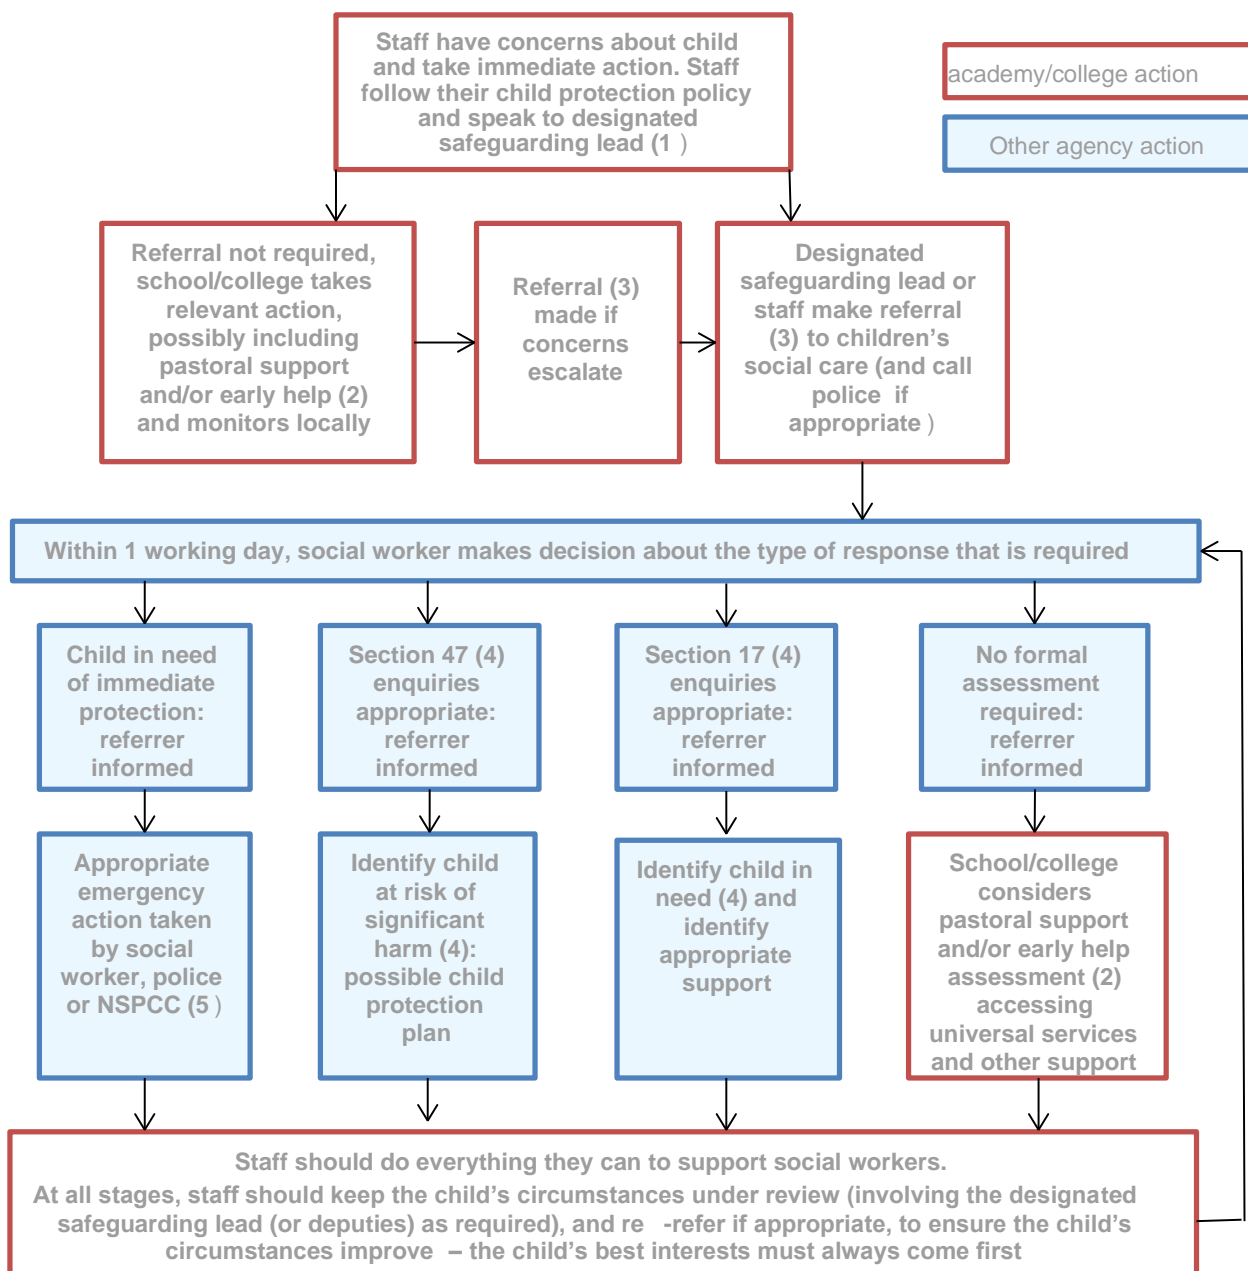 Staff have concerns about child
and take immediate action. Staff
follow their child protection policy
and speak to designated
safeguarding lead (1 )
academy/college action
Other agency action
Referral not required,
school/college takes
relevant action,
possibly including
pastoral support
and/or early help (2)
and monitors locally
Referral (3)
made if
concerns
escalate
Designated
safeguarding lead or
staff make referral
(3) to children’s
social care (and call
police if
appropriate )
Within 1 working day, social worker makes decision about the type of response that is required
Child in need
of immediate
protection:
referrer
informed
Section 47 (4)
enquiries
appropriate:
referrer
informed
Section 17 (4)
enquiries
appropriate:
referrer
informed
No formal
assessment
required:
referrer
informed
Appropriate
emergency
action taken
by social
worker, police
or NSPCC (5 )
Identify child
at risk of
significant
harm (4):
possible child
protection
plan
Identify child in
need (4) and
identify
appropriate
support
School/college
considers
pastoral support
and/or early help
assessment (2)
accessing
universal services
and other support
Staff should do everything they can to support social workers.
At all stages, staff should keep the child’s circumstances under review (involving the designated
safeguarding lead (or deputies) as required), and re -refer if appropriate, to ensure the child’s
circumstances improve – the child’s best interests must always come first